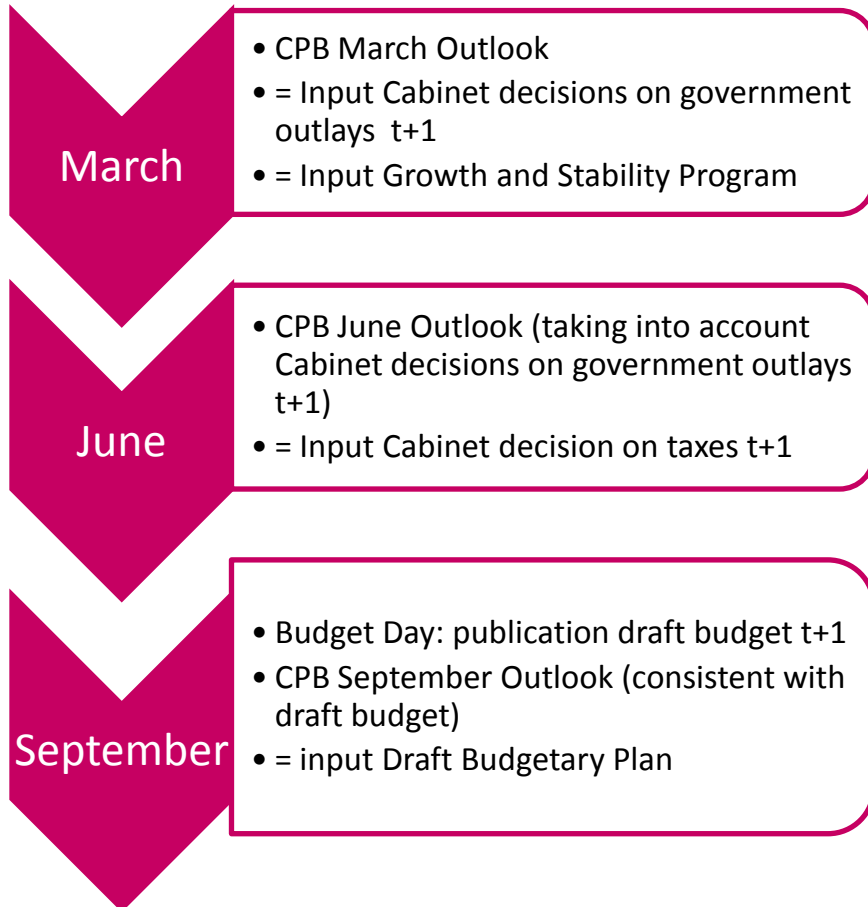 March
• CPB March Outlook
• = Input Cabinet decisions on government
outlays  t+1
• = Input Growth and Stability Program
June
• CPB June Outlook (taking into account
Cabinet decisions on government outlays
t+1)
• = Input Cabinet decision on taxes t+1
September
• Budget Day: publication draft budget t+1
• CPB September Outlook (consistent with
draft budget)
• = input Draft Budgetary Plan